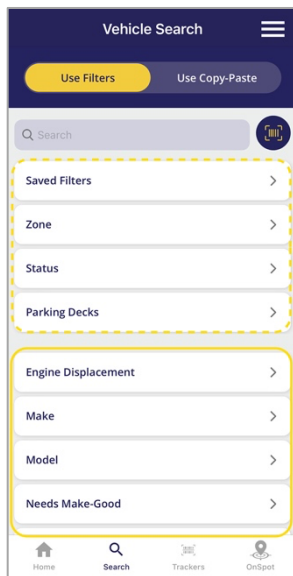 Vehicle Search
Use Filters
Use Copy-Paste
Search
Saved Filters
Zone
Status
Parking Decks
Engine Displacement
Make
Model
Needs Make-Good
Home
Search
Trackers
OnSpot